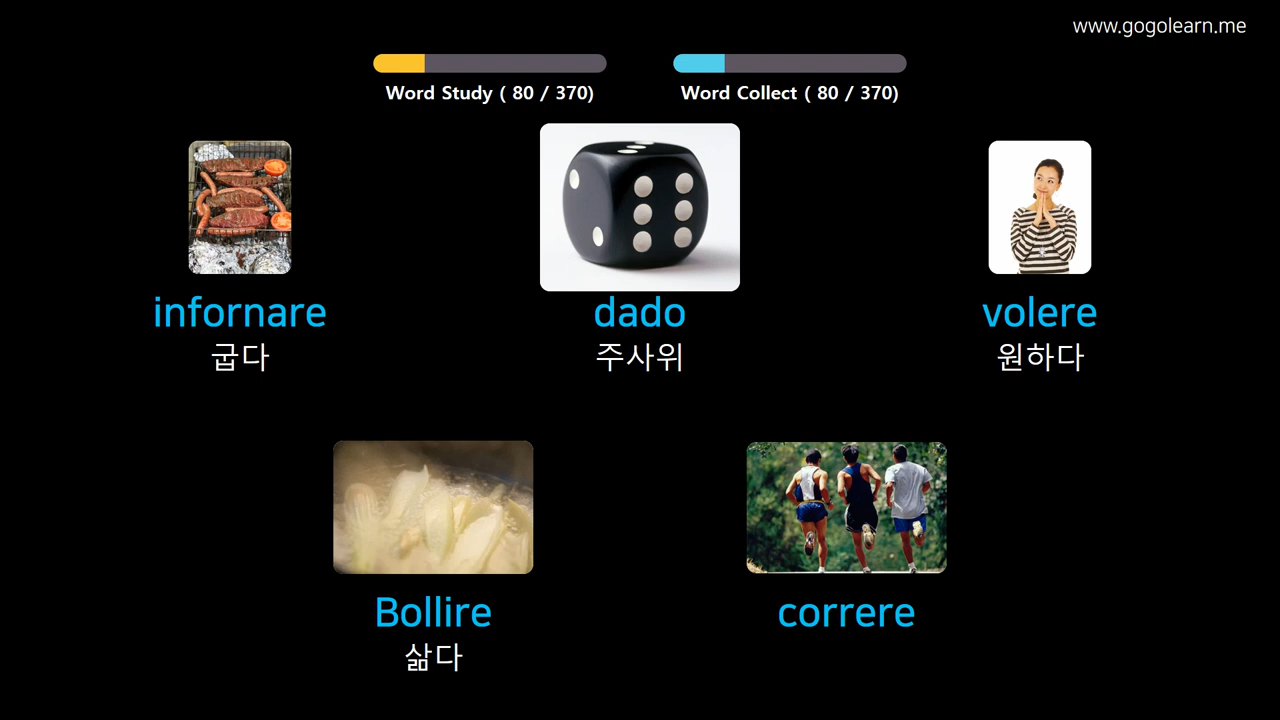 www.gogolearn.me
Word Study ( 80 / 370)
Word Collect ( 80 / 370)
infornare
굽다
dado
주사위
volere
원하다
Bollire
삶다
correre